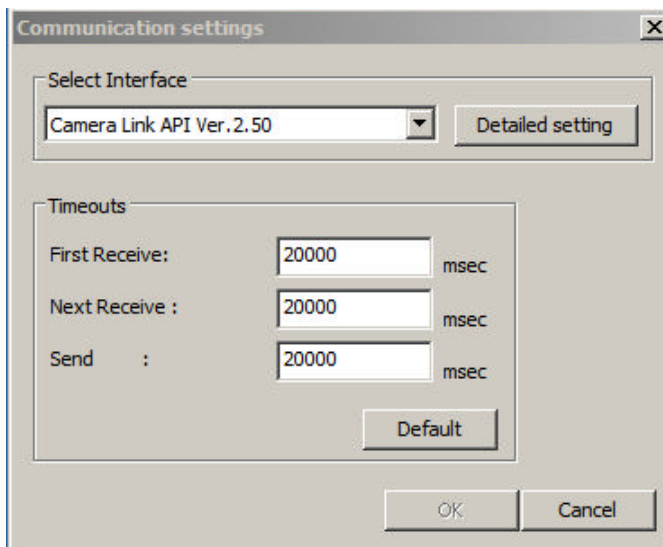 Communication settings
Select Interface
Camera Link API Ver.2.50
Detailed setting
Timeouts
First Receive: 20000 msec
Next Receive : 20000 msec
Send : 20000 msec
Default
OK Cancel